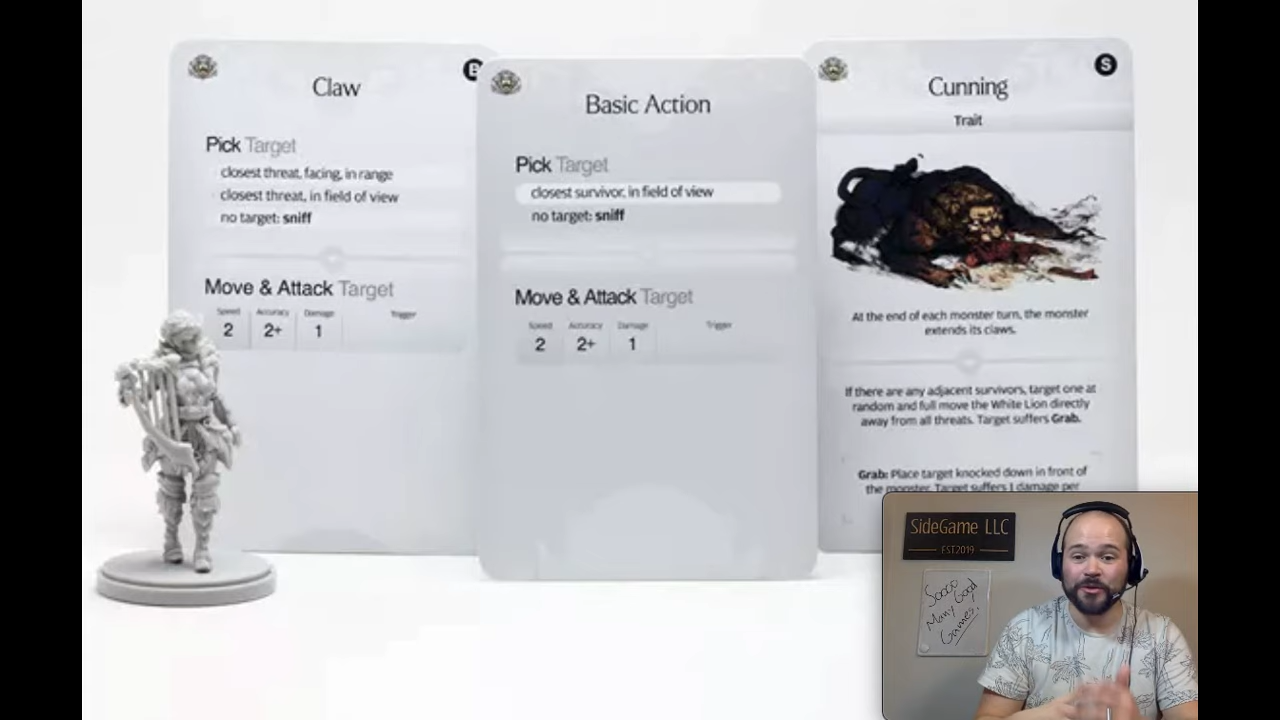 Claw
B
Pick Target
closest threat, facing, in range
closest threat, in field of view
no target: sniff
Move & Attack Target
Speed Accuracy Damage Trigger
2 2+ 1
Basic Action
Pick Target
closest survivor, in field of view
no target: sniff
Move & Attack Target
Speed Accuracy Damage Trigger
2 2+ 1
S
Cunning
Trait
At the end of each monster turn, the monster
extends its claws.
If there are any adjacent survivors, target one at
random and full move the White Lion directly
away from all threats. Target suffers Grab.
Grab: Place target knocked down in front of
the monster. Target suffers 1 damage per
SideGame LLC
EST2019
Soooo
Many Good
Games.